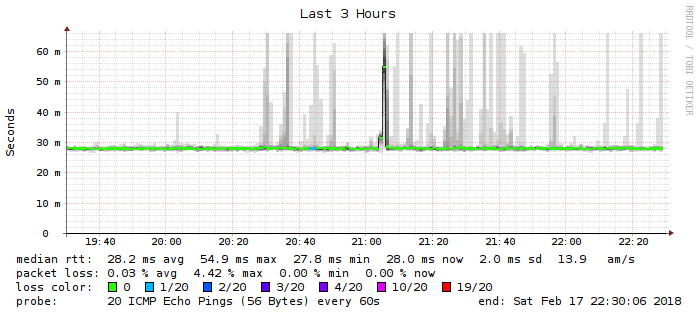 Last 3 Hours
RRDTOOL / TOBI OETIKER
Seconds
60 m
50 m
40 m
30 m
20 m
10 m
0
19:40 20:00 20:20 20:40 21:00 21:20 21:40 22:00 22:20
median rtt: 28.2 ms avg 54.9 ms max 27.8 ms min 28.0 ms now 2.0 ms sd 13.9 am/s
packet loss: 0.03 % avg 4.42 % max 0.00 % min 0.00 % now
loss color: 0 1/20 2/20 3/20 4/20 10/20 19/20
probe: 20 ICMP Echo Pings (56 Bytes) every 60s end: Sat Feb 17 22:30:06 2018